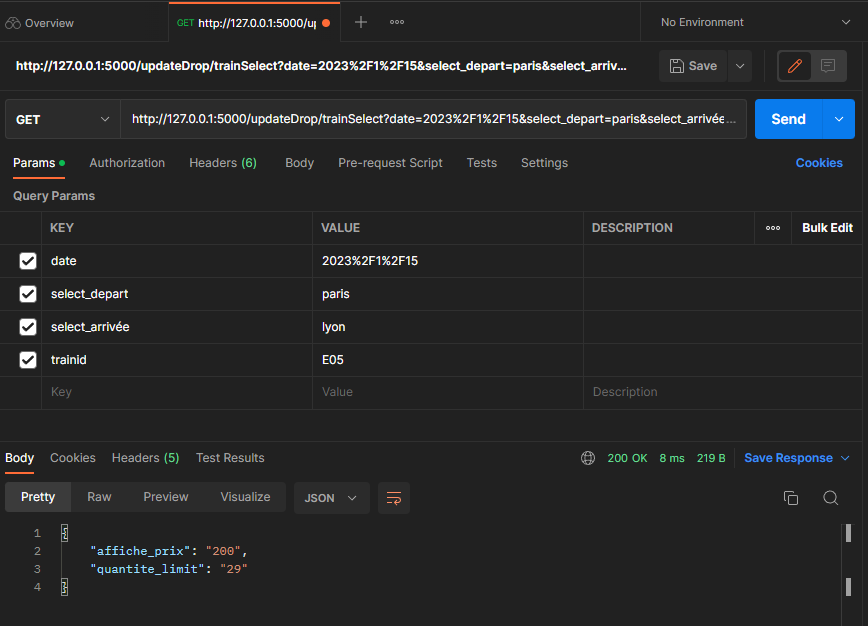 Overview
GET http://127.0.0.1:5000/up
No Environment
http://127.0.0.1:5000/updateDrop/trainSelect?date=2023%2F1%2F15&select_depart=paris&select_arriv...
Save
GET
http://127.0.0.1:5000/updateDrop/trainSelect?date=2023%2F1%2F15&select_depart=paris&select_arrivée...
Send
Params Authorization Headers (6) Body Pre-request Script Tests Settings Cookies
Query Params
KEY VALUE DESCRIPTION Bulk Edit
date 2023%2F1%2F15
select_depart paris
select_arrivée lyon
trainid E05
Key Value Description
Body Cookies Headers (5) Test Results 200 OK 8 ms 219 B Save Response
Pretty Raw Preview Visualize JSON
1 {
2 "affiche_prix": "200",
3 "quantite_limit": "29"
4 }